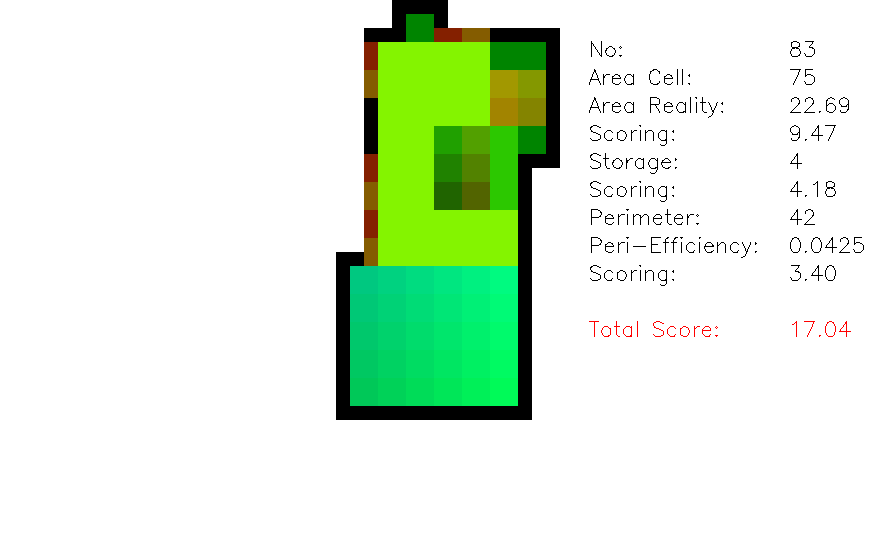 No: 83
Area Cell: 75
Area Reality: 22.69
Scoring: 9.47
Storage: 4
Scoring: 4.18
Perimeter: 42
Peri-Efficiency: 0.0425
Scoring: 3.40
Total Score: 17.04